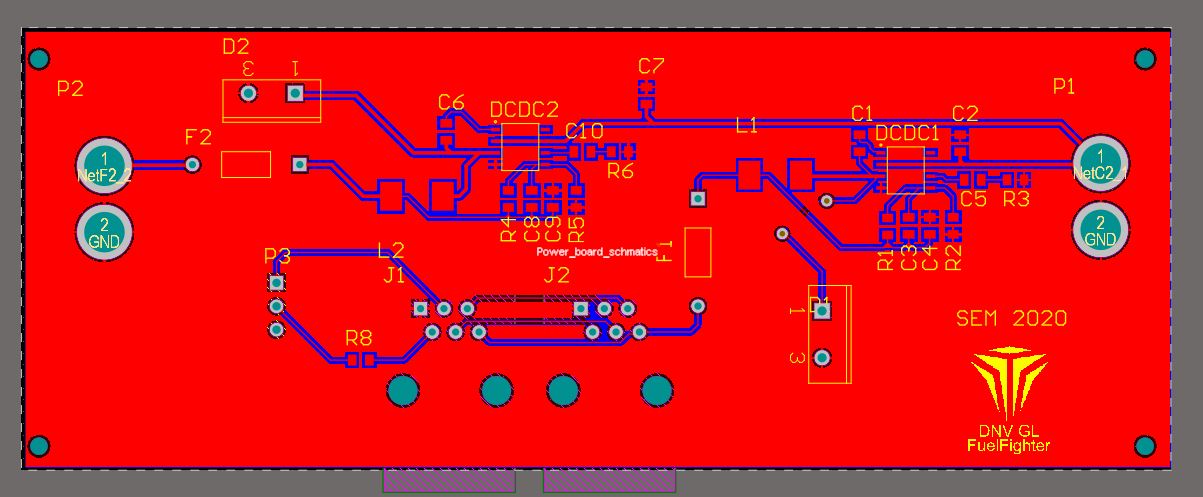 D2
3 1
P2
C7
P1
C6
DCDC2
C1
C2
C10
L1
DCDC1
F2
1
NetF2_2
R6
1
NetC2_1
C5
R3
2
GND
R4
C8
C9
R5
2
GND
Power_board_schmatics
F1
R1
C3
C4
R2
P3
L2
J1
J2
1
3
SEM 2020
R8
DNV GL
FuelFighter